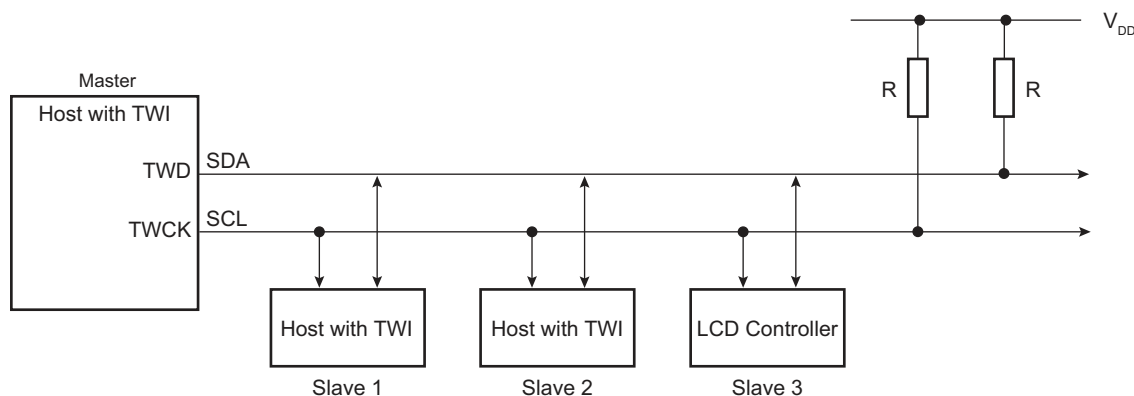 V_DD
Master
Host with TWI
R
R
TWD
SDA
TWCK
SCL
Host with TWI
Host with TWI
LCD Controller
Slave 1
Slave 2
Slave 3